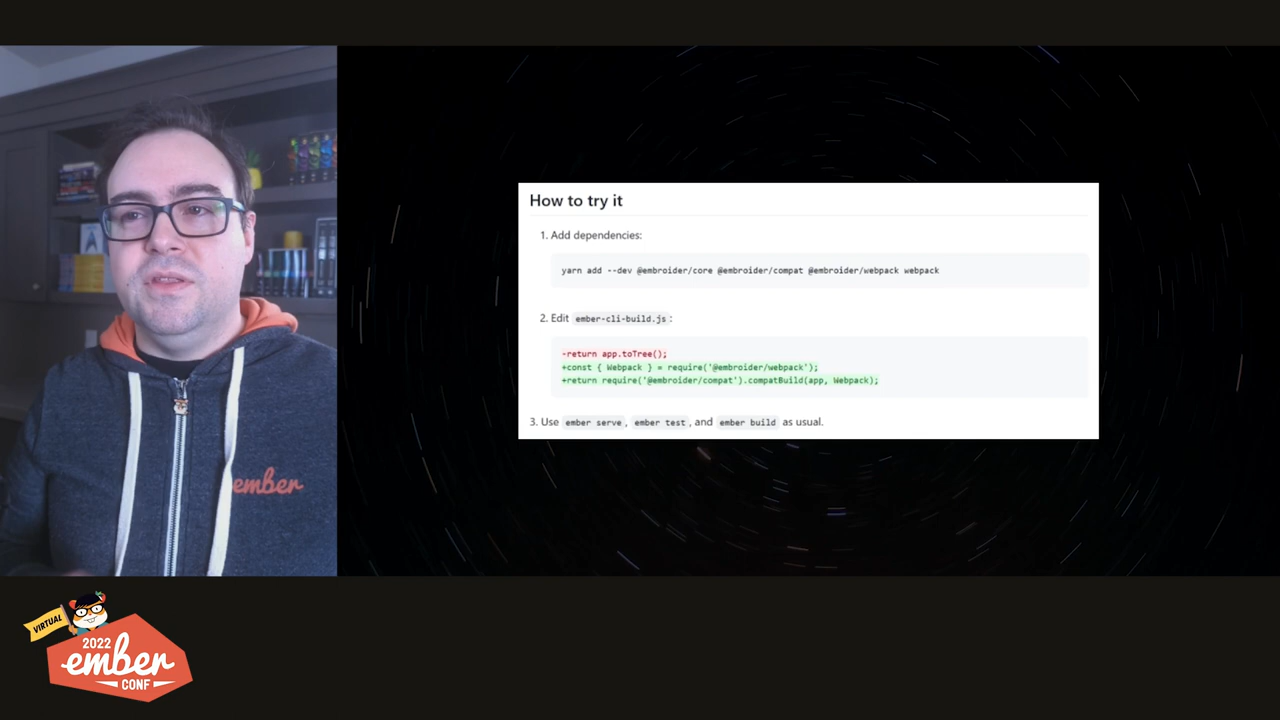 How to try it
1. Add dependencies:
yarn add --dev @embroider/core @embroider/compat @embroider/webpack webpack
2. Edit ember-cli-build.js:
-return app.toTree();
+const { Webpack } = require('@embroider/webpack');
+return require('@embroider/compat').compatBuild(app, Webpack);
3. Use ember serve, ember test, and ember build as usual.
ember
VIRTUAL
2022
ember
CONF